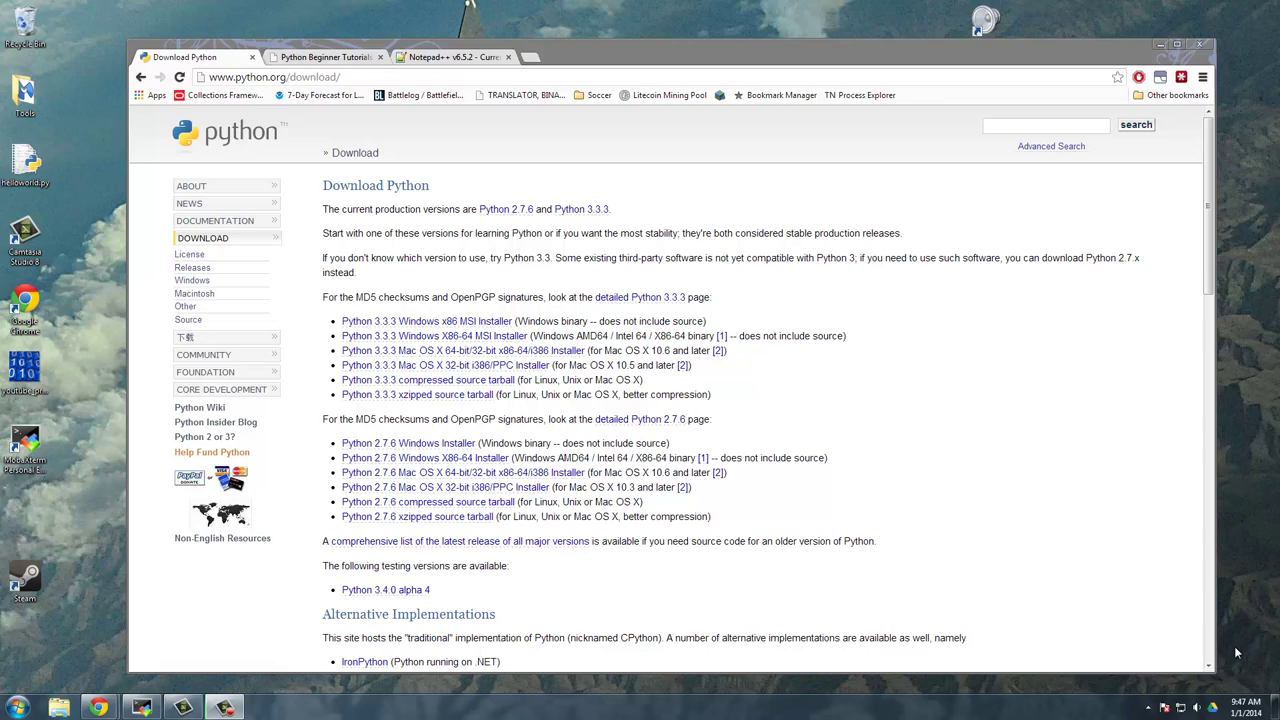 Recycle Bin
Tools
helloworld.py
Camtasia
Studio 8
Google
Chrome
youtube_pr...
MobaXterm
Personal E...
Steam
Download Python
Python Beginner Tutorials
Notepad++ v6.5.2 - Curre
www.python.org/download/
Apps
Collections Framew...
7-Day Forecast for L...
BL
Battlelog / Battlefiel...
TRANSLATOR, BINA...
Soccer
Litecoin Mining Pool
Bookmark Manager
TN Process Explorer
Other bookmarks
python™
» Download
search
Advanced Search
ABOUT
NEWS
DOCUMENTATION
DOWNLOAD
License
Releases
Windows
Macintosh
Other
Source
下载
COMMUNITY
FOUNDATION
CORE DEVELOPMENT
Python Wiki
Python Insider Blog
Python 2 or 3?
Help Fund Python
PayPal
DONATE
or
Non-English Resources
Download Python
The current production versions are Python 2.7.6 and Python 3.3.3.
Start with one of these versions for learning Python or if you want the most stability; they're both considered stable production releases.
If you don't know which version to use, try Python 3.3. Some existing third-party software is not yet compatible with Python 3; if you need to use such software, you can download Python 2.7.x
instead.
For the MD5 checksums and OpenPGP signatures, look at the detailed Python 3.3.3 page:
Python 3.3.3 Windows x86 MSI Installer (Windows binary -- does not include source)
Python 3.3.3 Windows X86-64 MSI Installer (Windows AMD64 / Intel 64 / X86-64 binary [1] -- does not include source)
Python 3.3.3 Mac OS X 64-bit/32-bit x86-64/i386 Installer (for Mac OS X 10.6 and later [2])
Python 3.3.3 Mac OS X 32-bit i386/PPC Installer (for Mac OS X 10.5 and later [2])
Python 3.3.3 compressed source tarball (for Linux, Unix or Mac OS X)
Python 3.3.3 xzipped source tarball (for Linux, Unix or Mac OS X, better compression)
For the MD5 checksums and OpenPGP signatures, look at the detailed Python 2.7.6 page:
Python 2.7.6 Windows Installer (Windows binary -- does not include source)
Python 2.7.6 Windows X86-64 Installer (Windows AMD64 / Intel 64 / X86-64 binary [1] -- does not include source)
Python 2.7.6 Mac OS X 64-bit/32-bit x86-64/i386 Installer (for Mac OS X 10.6 and later [2])
Python 2.7.6 Mac OS X 32-bit i386/PPC Installer (for Mac OS X 10.3 and later [2])
Python 2.7.6 compressed source tarball (for Linux, Unix or Mac OS X)
Python 2.7.6 xzipped source tarball (for Linux, Unix or Mac OS X, better compression)
A comprehensive list of the latest release of all major versions is available if you need source code for an older version of Python.
The following testing versions are available:
Python 3.4.0 alpha 4
Alternative Implementations
This site hosts the "traditional" implementation of Python (nicknamed CPython). A number of alternative implementations are available as well, namely
IronPython (Python running on .NET)
9:47 AM
1/1/2014